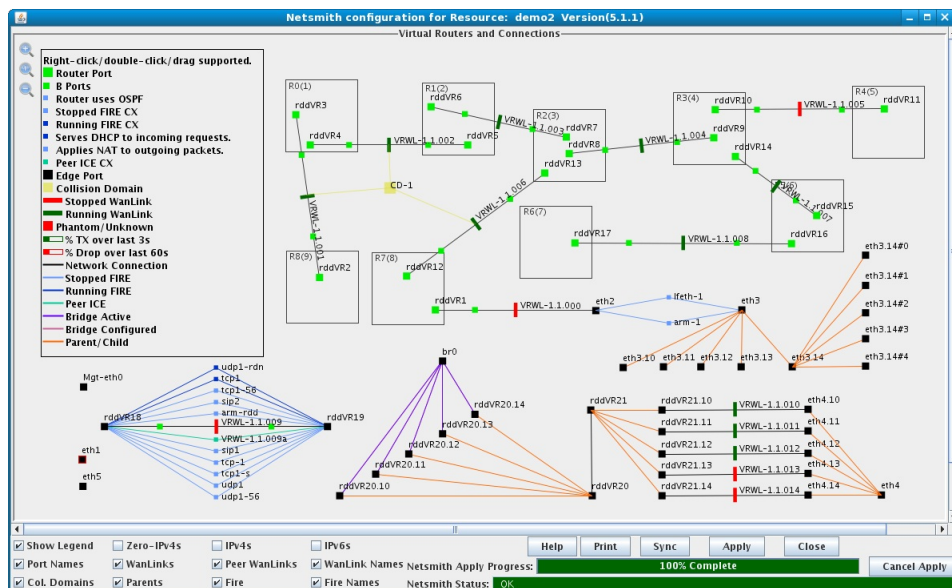 Netsmith configuration for Resource: demo2 Version(5.1.1)
Virtual Routers and Connections
Right-click/double-click/drag supported.
Router Port
B Ports
Router uses OSPF
Stopped FIRE CX
Running FIRE CX
Serves DHCP to incoming requests.
Applies NAT to outgoing packets.
Peer ICE CX
Edge Port
Collision Domain
Stopped WanLink
Running WanLink
Phantom/Unknown
% TX over last 3s
% Drop over last 60s
Network Connection
Stopped FIRE
Running FIRE
Peer ICE
Bridge Active
Bridge Configured
Parent/Child
R0(1)
rddVR3
rddVR4
VRWL-1.1.002
VRWL-1.1.001
R1(2)
rddVR6
rddVR5
VRWL-1.1.003
R2(3)
rddVR7
rddVR8
rddVR13
VRWL-1.1.004
R3(4)
rddVR10
rddVR9
rddVR14
VRWL-1.1.005
R4(5)
rddVR11
CD-1
VRWL-1.1.006
VRWL-1.1.007
rddVR15
rddVR16
R6(7)
rddVR17
VRWL-1.1.008
R8(9)
rddVR2
R7(8)
rddVR12
rddVR1
VRWL-1.1.000
eth2
lfeth-1
arm-1
eth3
eth3.10
eth3.11
eth3.12
eth3.13
eth3.14
eth3.14#0
eth3.14#1
eth3.14#2
eth3.14#3
eth3.14#4
Mgt-eth0
rddVR18
eth1
eth5
udp1-rdn
tcp1
tcp1-56
sip2
arm-rdd
VRWL-1.1.009
VRWL-1.1.009a
sip1
tcp-1
tcp1-s
udp1
udp1-56
rddVR19
br0
rddVR20.14
rddVR20.13
rddVR20.12
rddVR20.11
rddVR20.10
rddVR20
rddVR21
rddVR21.10
VRWL-1.1.010
eth4.10
rddVR21.11
VRWL-1.1.011
eth4.11
rddVR21.12
VRWL-1.1.012
eth4.12
rddVR21.13
VRWL-1.1.013
eth4.13
rddVR21.14
VRWL-1.1.014
eth4.14
eth4
Show Legend
Zero-IPv4s
IPv4s
IPv6s
Help
Print
Sync
Apply
Close
Port Names
WanLinks
Peer WanLinks
WanLink Names
Netsmith Apply Progress:
100% Complete
Cancel Apply
Col. Domains
Parents
Fire
Fire Names
Netsmith Status:
OK